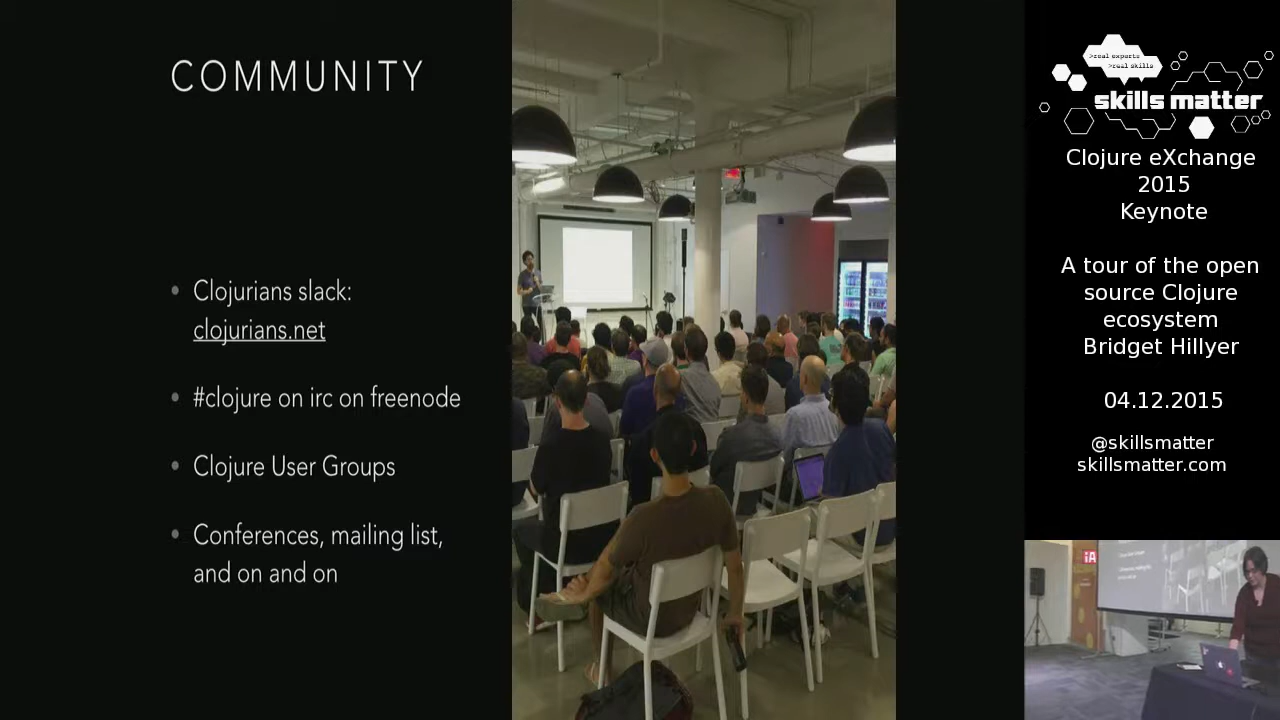 COMMUNITY
• Clojurians slack:
clojurians.net
• #clojure on irc on freenode
• Clojure User Groups
• Conferences, mailing list,
and on and on
>real experts
>real skills
skills matter
Clojure eXchange
2015
Keynote
A tour of the open
source Clojure
ecosystem
Bridget Hillyer
04.12.2015
@skillsmatter
skillsmatter.com